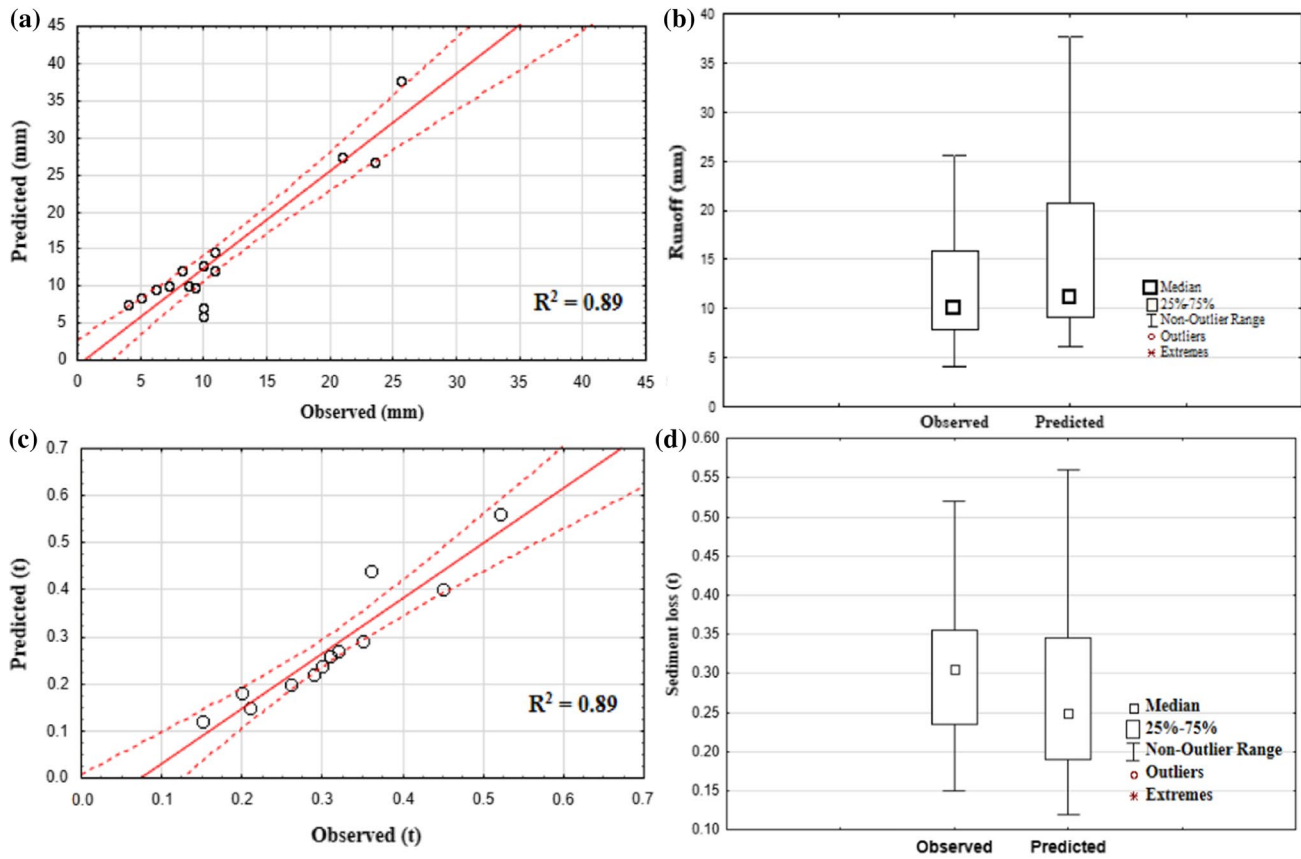 (a)
45
40
35
30
25
20
15
10
5
0
Predicted (mm)
R² = 0.89
0 5 10 15 20 25 30 35 40 45
Observed (mm)
(b)
40
35
30
25
20
15
10
5
0
Runoff (mm)
Median
25%-75%
Non-Outlier Range
Outliers
Extremes
Observed Predicted
(c)
0.7
0.6
0.5
0.4
0.3
0.2
0.1
0.0
Predicted (t)
R² = 0.89
0.0 0.1 0.2 0.3 0.4 0.5 0.6 0.7
Observed (t)
(d)
0.60
0.55
0.50
0.45
0.40
0.35
0.30
0.25
0.20
0.15
0.10
Sediment loss (t)
Median
25%-75%
Non-Outlier Range
Outliers
Extremes
Observed Predicted